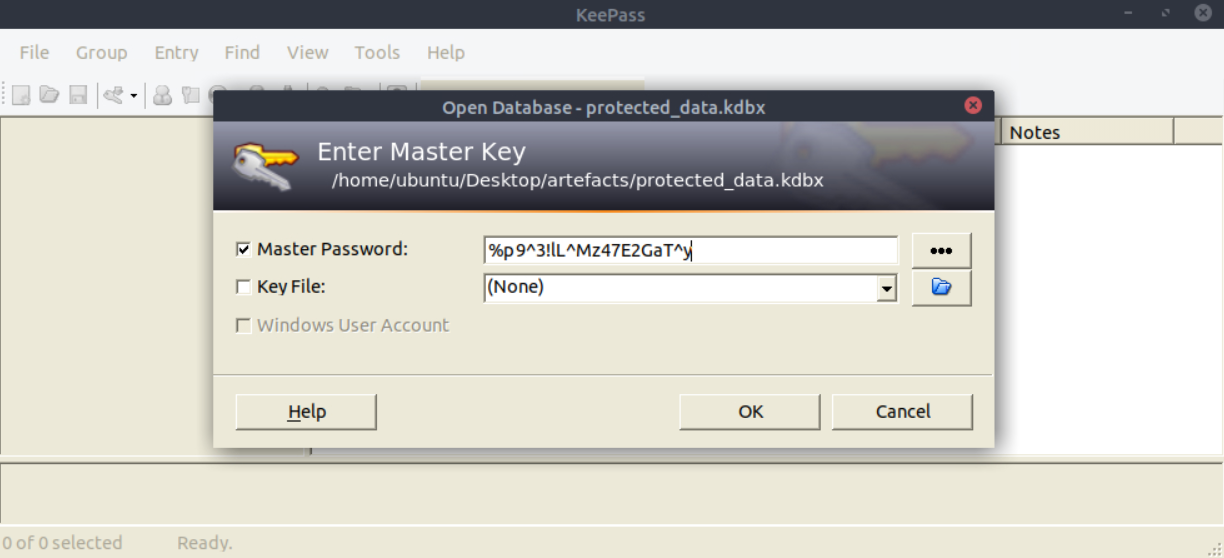 KeePass
File Group Entry Find View Tools Help
Open Database - protected_data.kdbx
Notes
Enter Master Key
/home/ubuntu/Desktop/artefacts/protected_data.kdbx
Master Password: %p9^3!lL^Mz47E2GaT^y
Key File: (None)
Windows User Account
Help OK Cancel
0 of 0 selected Ready.